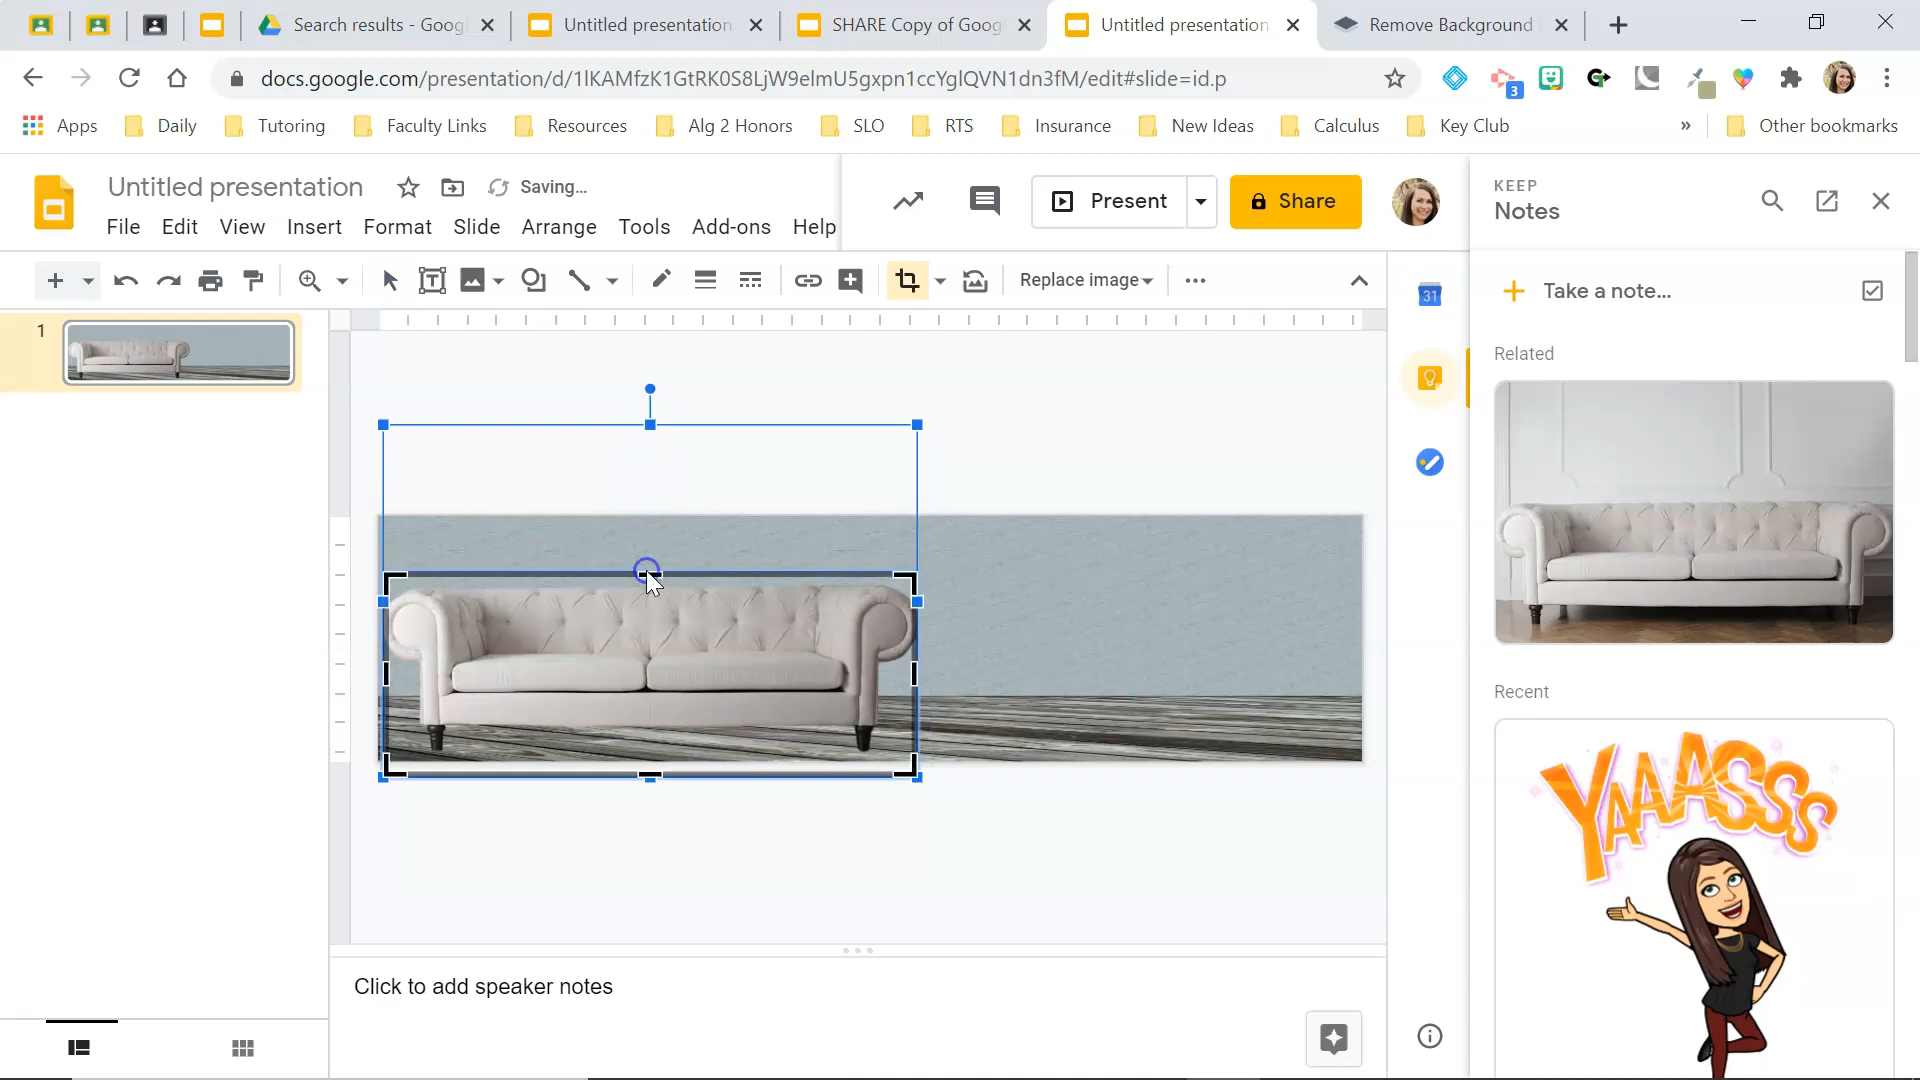 Search results - Goog
Untitled presentation
SHARE Copy of Goog
Untitled presentation
Remove Background
docs.google.com/presentation/d/1lKAMfzK1GtRK0S8LjW9elmU5gxpn1ccYglQVN1dn3fM/edit#slide=id.p
3
Apps
Daily
Tutoring
Faculty Links
Resources
Alg 2 Honors
SLO
RTS
Insurance
New Ideas
Calculus
Key Club
»
Other bookmarks
Untitled presentation
Saving...
File Edit View Insert Format Slide Arrange Tools Add-ons Help
Present
Share
KEEP
Notes
Replace image
31
Take a note...
1
Related
Recent
YAAASSS
Click to add speaker notes